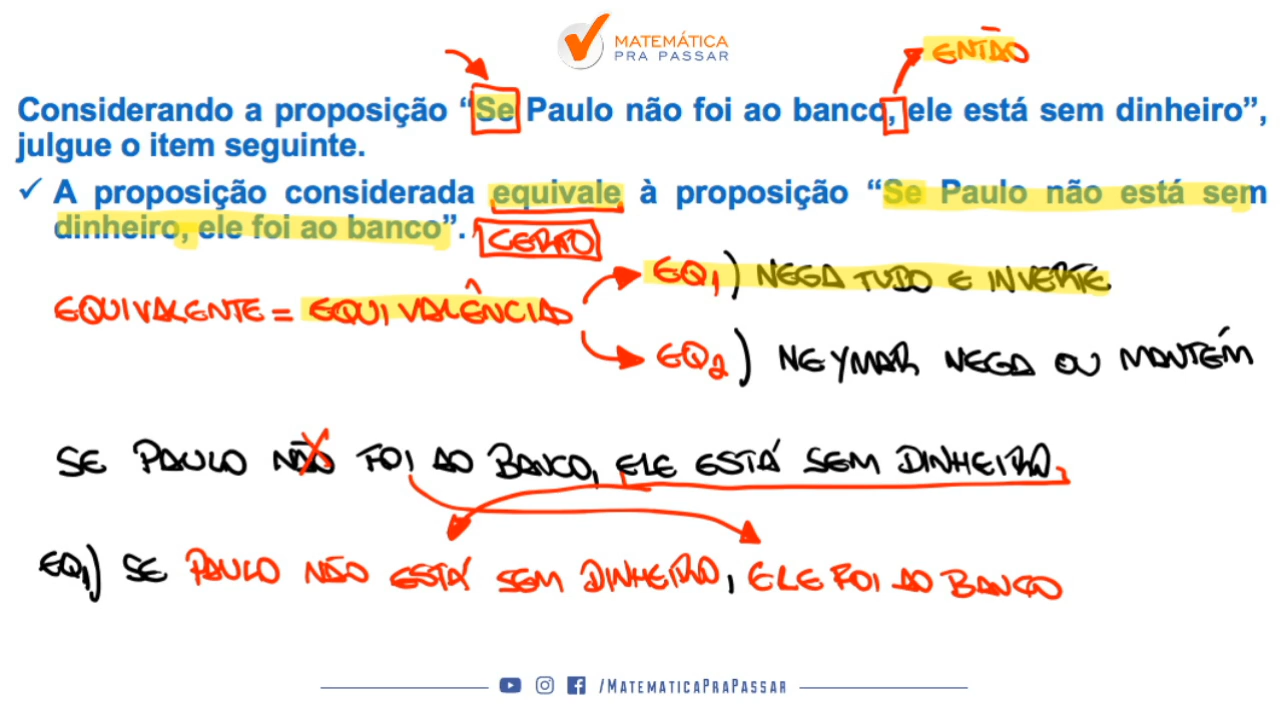 MATEMÁTICA
PRA PASSAR
ENTÃO
Considerando a proposição “Se Paulo não foi ao banco, ele está sem dinheiro”,
julgue o item seguinte.
✓ A proposição considerada equivale à proposição “Se Paulo não está sem
dinheiro, ele foi ao banco”.
CERTO
EQ1) NEGA TUDO E INVERTE
EQUIVALENTE = EQUIVALÊNCIA
EQ2) NEYMAR NEGA OU MANTÉM
SE PAULO NÃO FOI AO BANCO, ELE ESTÁ SEM DINHEIRO.
EQ1) SE PAULO NÃO ESTÁ SEM DINHEIRO, ELE FOI AO BANCO
/MATEMATICAPRAPASSAR